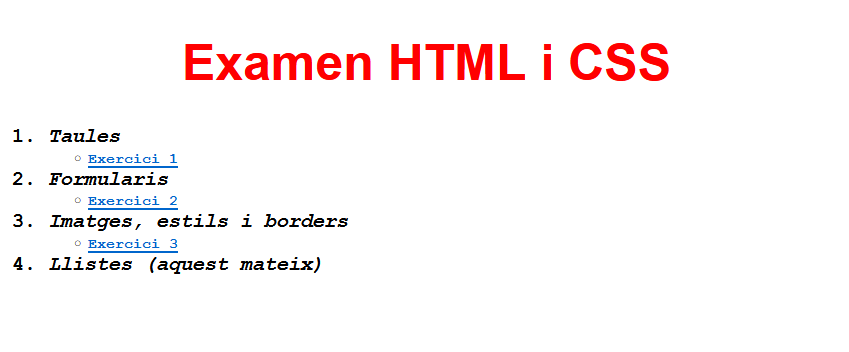 Examen HTML i CSS
1. Taules
○ Exercici 1
2. Formularis
○ Exercici 2
3. Imatges, estils i borders
○ Exercici 3
4. Llistes (aquest mateix)